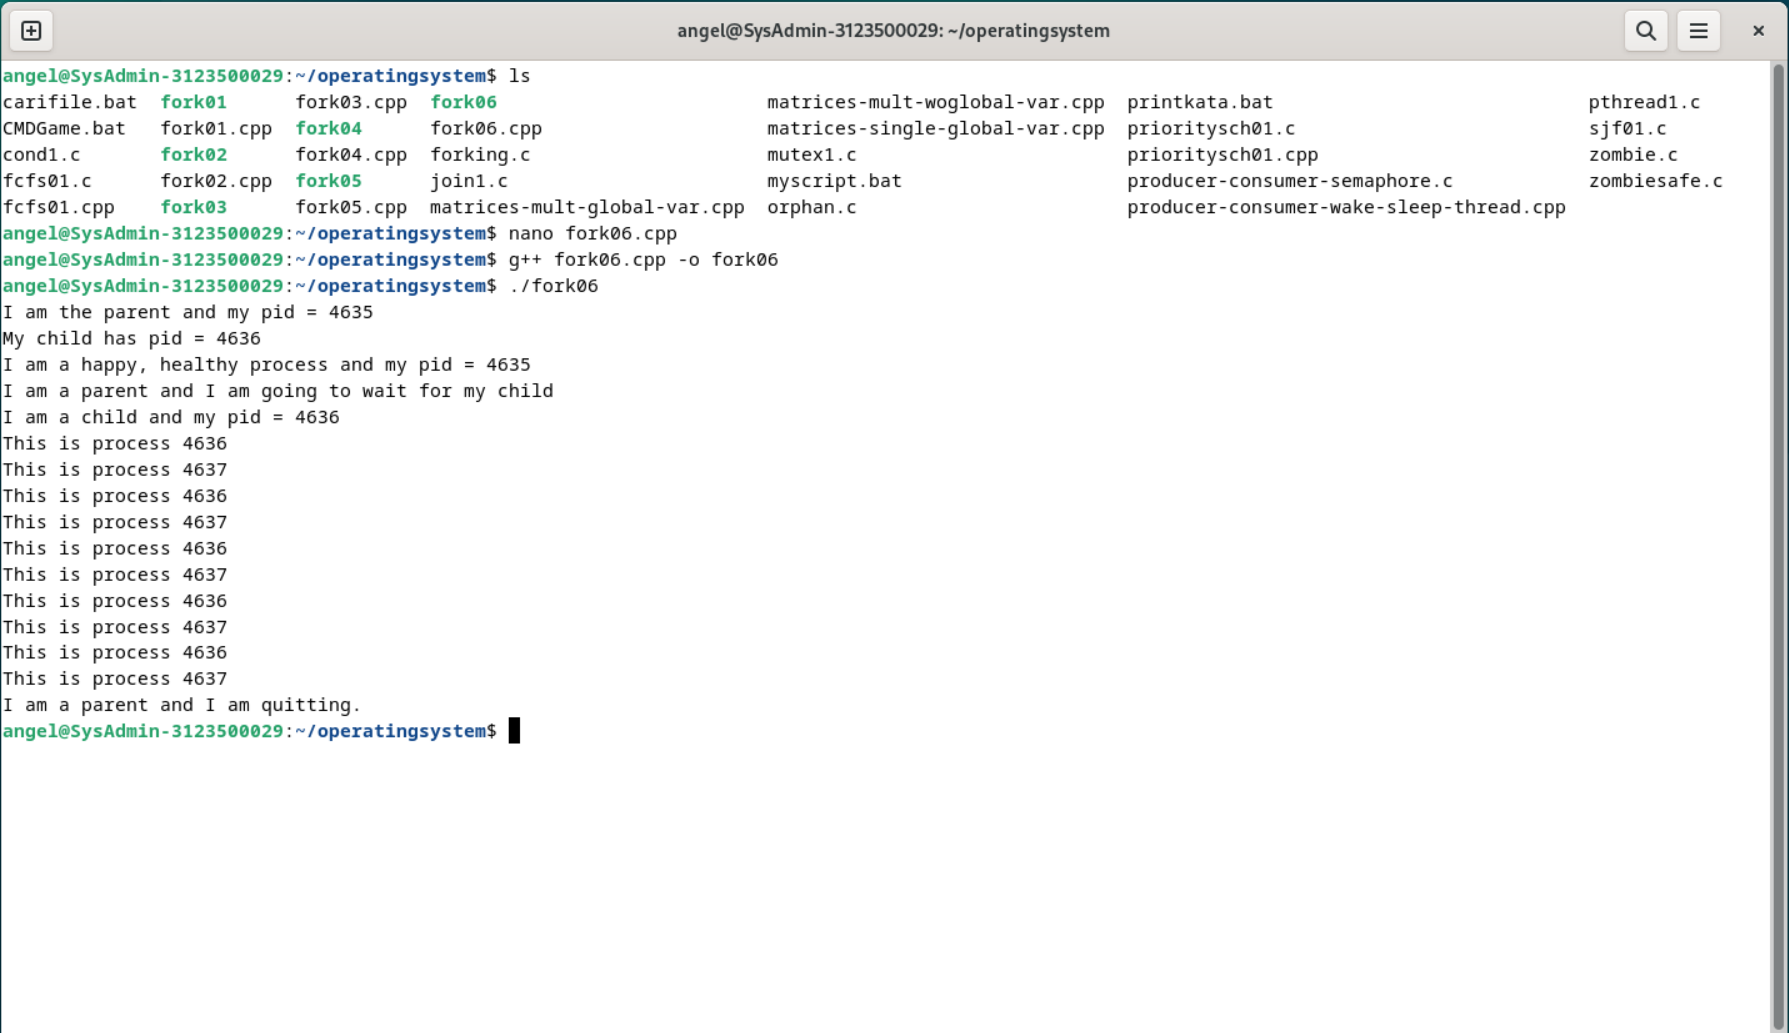 angel@SysAdmin-3123500029: ~/operatingsystem
angel@SysAdmin-3123500029:~/operatingsystem$ ls
carifile.bat  fork01      fork03.cpp  fork06                        matrices-mult-woglobal-var.cpp  printkata.bat                            pthread1.c
CMDGame.bat   fork01.cpp  fork04      fork06.cpp                    matrices-single-global-var.cpp  prioritysch01.c                          sjf01.c
cond1.c       fork02      fork04.cpp  forking.c                     mutex1.c                        prioritysch01.cpp                        zombie.c
fcfs01.c      fork02.cpp  fork05      join1.c                       myscript.bat                    producer-consumer-semaphore.c            zombiesafe.c
fcfs01.cpp    fork03      fork05.cpp  matrices-mult-global-var.cpp  orphan.c                        producer-consumer-wake-sleep-thread.cpp
angel@SysAdmin-3123500029:~/operatingsystem$ nano fork06.cpp
angel@SysAdmin-3123500029:~/operatingsystem$ g++ fork06.cpp -o fork06
angel@SysAdmin-3123500029:~/operatingsystem$ ./fork06
I am the parent and my pid = 4635
My child has pid = 4636
I am a happy, healthy process and my pid = 4635
I am a parent and I am going to wait for my child
I am a child and my pid = 4636
This is process 4636
This is process 4637
This is process 4636
This is process 4637
This is process 4636
This is process 4637
This is process 4636
This is process 4637
This is process 4636
This is process 4637
I am a parent and I am quitting.
angel@SysAdmin-3123500029:~/operatingsystem$